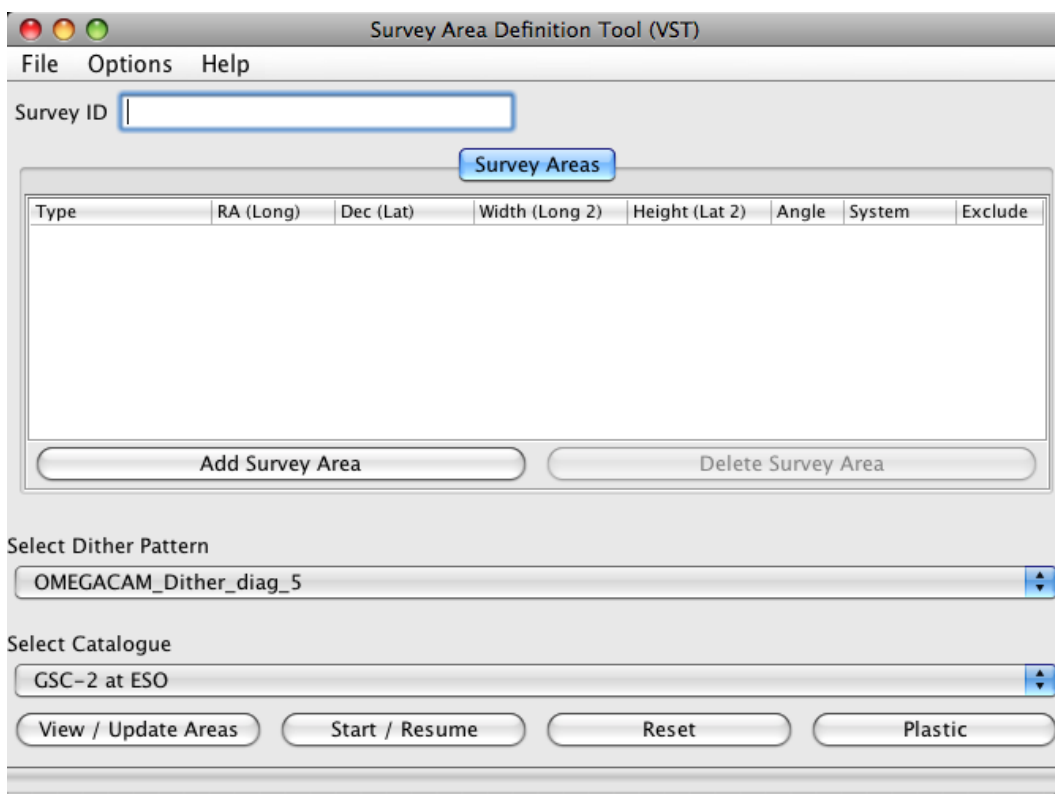 Survey Area Definition Tool (VST)
File Options Help
Survey ID
Survey Areas
Type RA (Long) Dec (Lat) Width (Long 2) Height (Lat 2) Angle System Exclude
Add Survey Area Delete Survey Area
Select Dither Pattern
OMEGACAM_Dither_diag_5
Select Catalogue
GSC-2 at ESO
View / Update Areas Start / Resume Reset Plastic